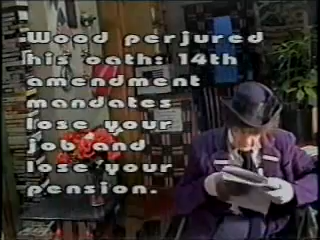 Wood perjured
his oath: 14th
amendment
mandates
lose your
job and
lose your
pension.